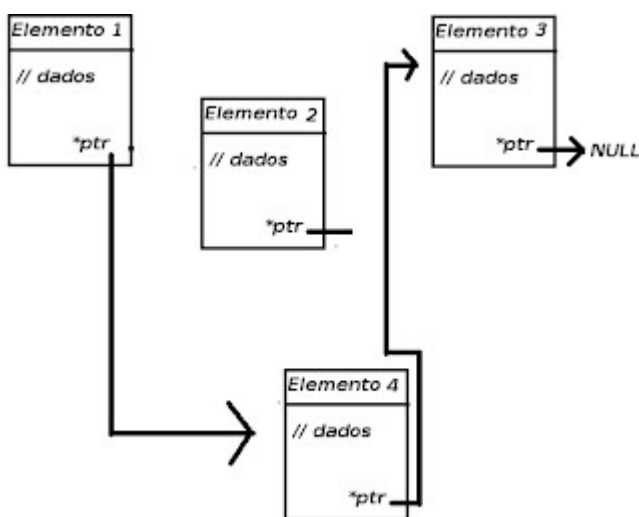 Elemento 1
// dados
*ptr
Elemento 2
// dados
*ptr
Elemento 3
// dados
*ptr
NULL
Elemento 4
// dados
*ptr